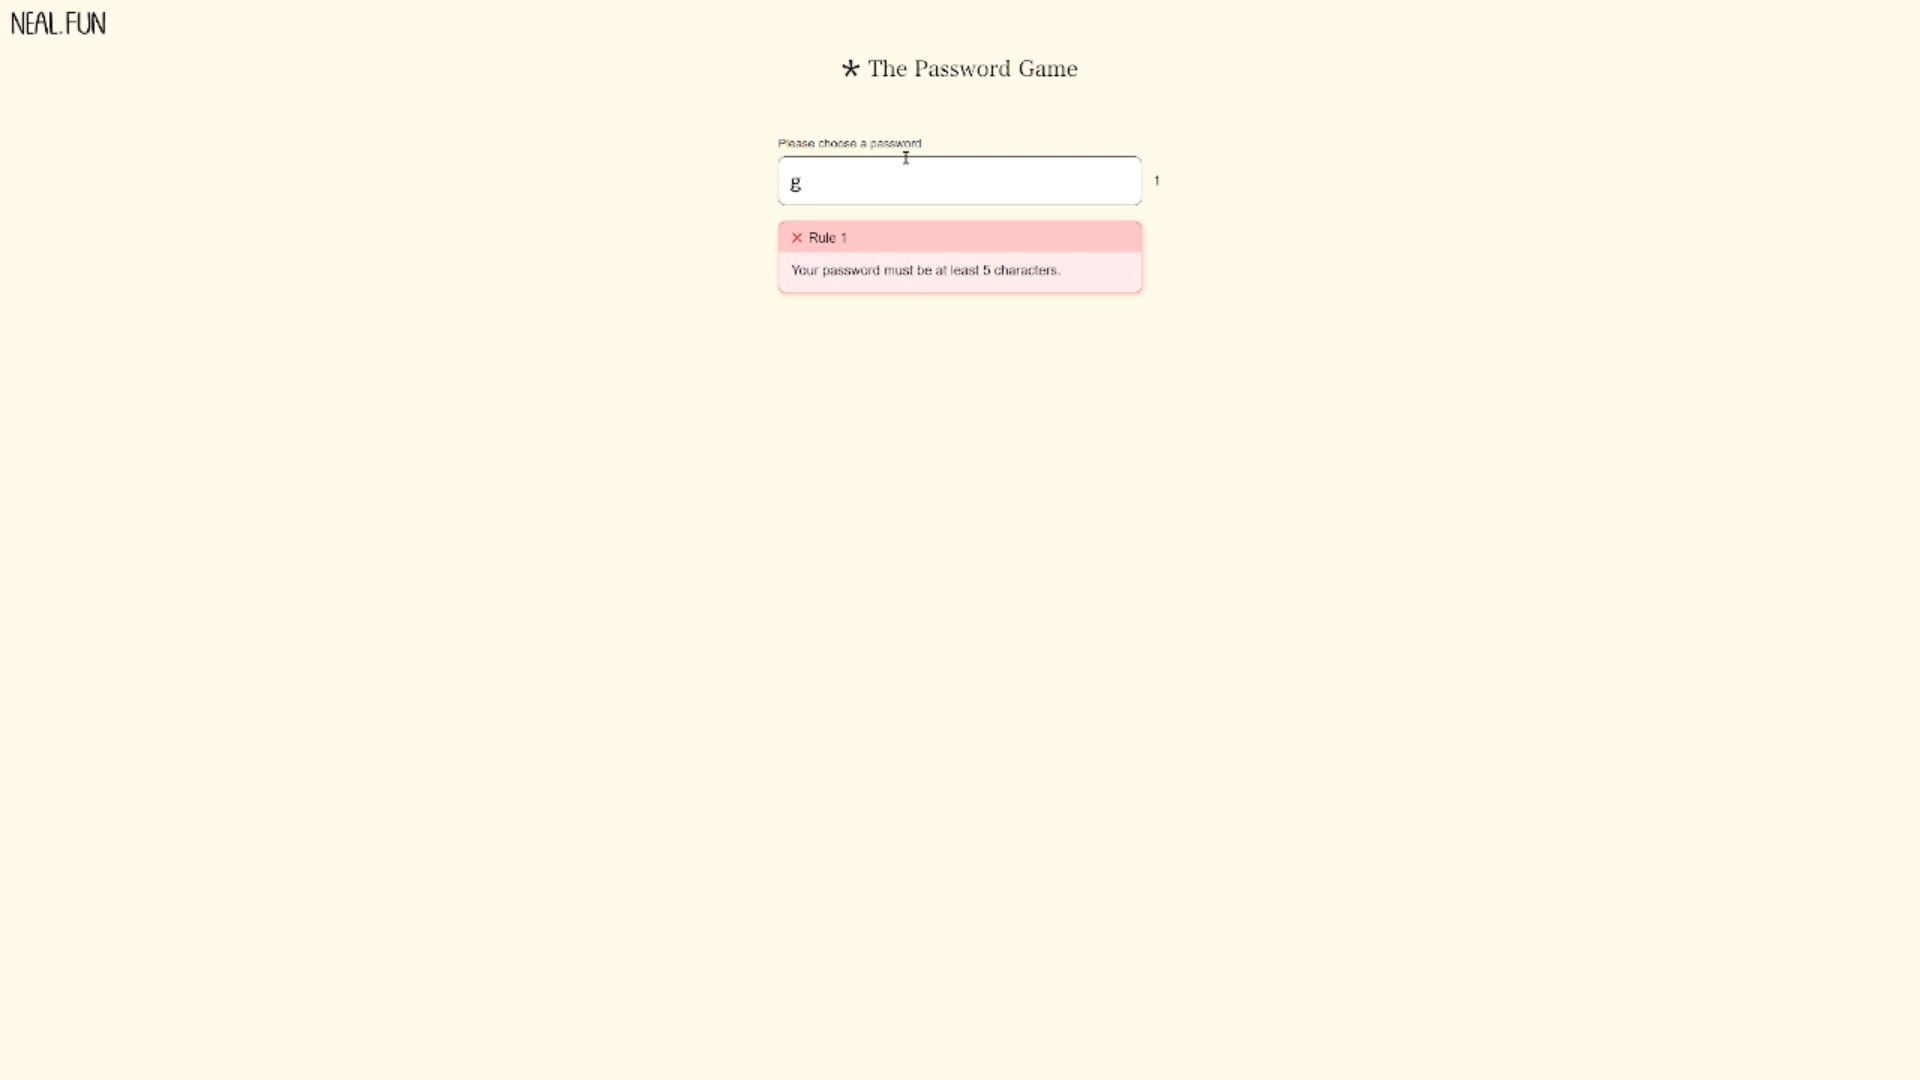 NEAL.FUN
* The Password Game
Please choose a password
g
1
× Rule 1
Your password must be at least 5 characters.